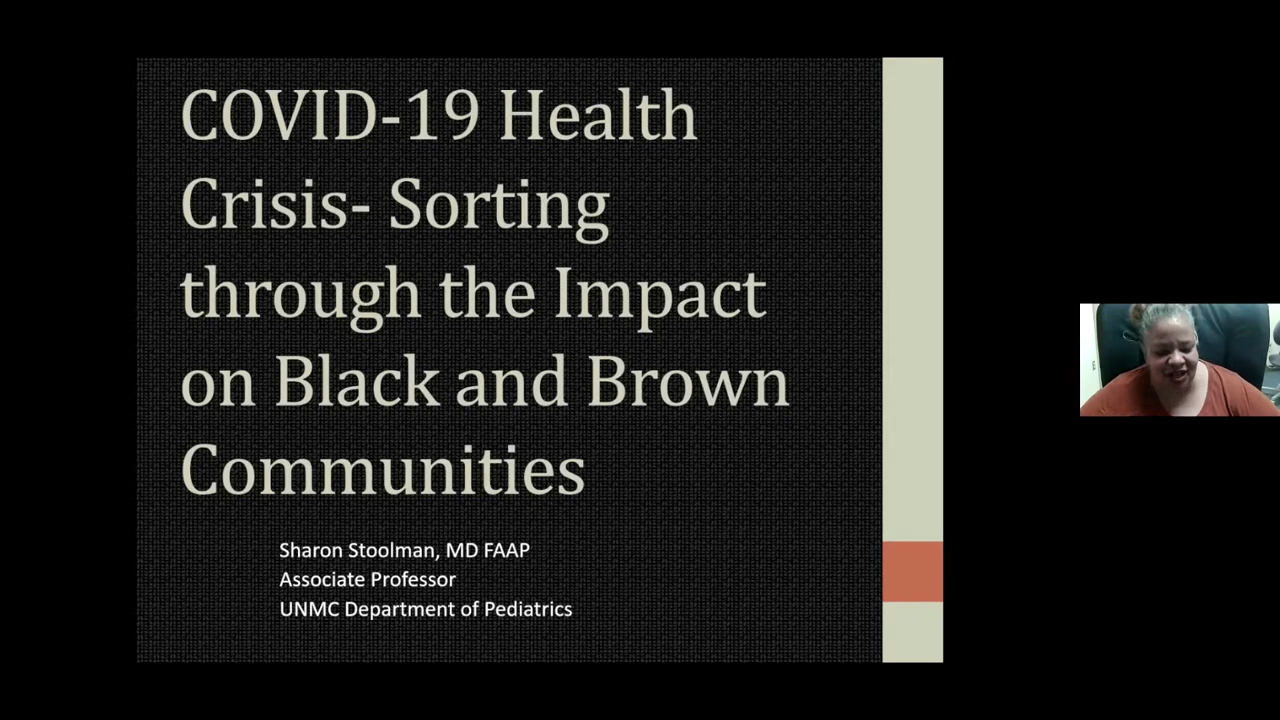 COVID-19 Health
Crisis- Sorting
through the Impact
on Black and Brown
Communities
Sharon Stoolman, MD FAAP
Associate Professor
UNMC Department of Pediatrics